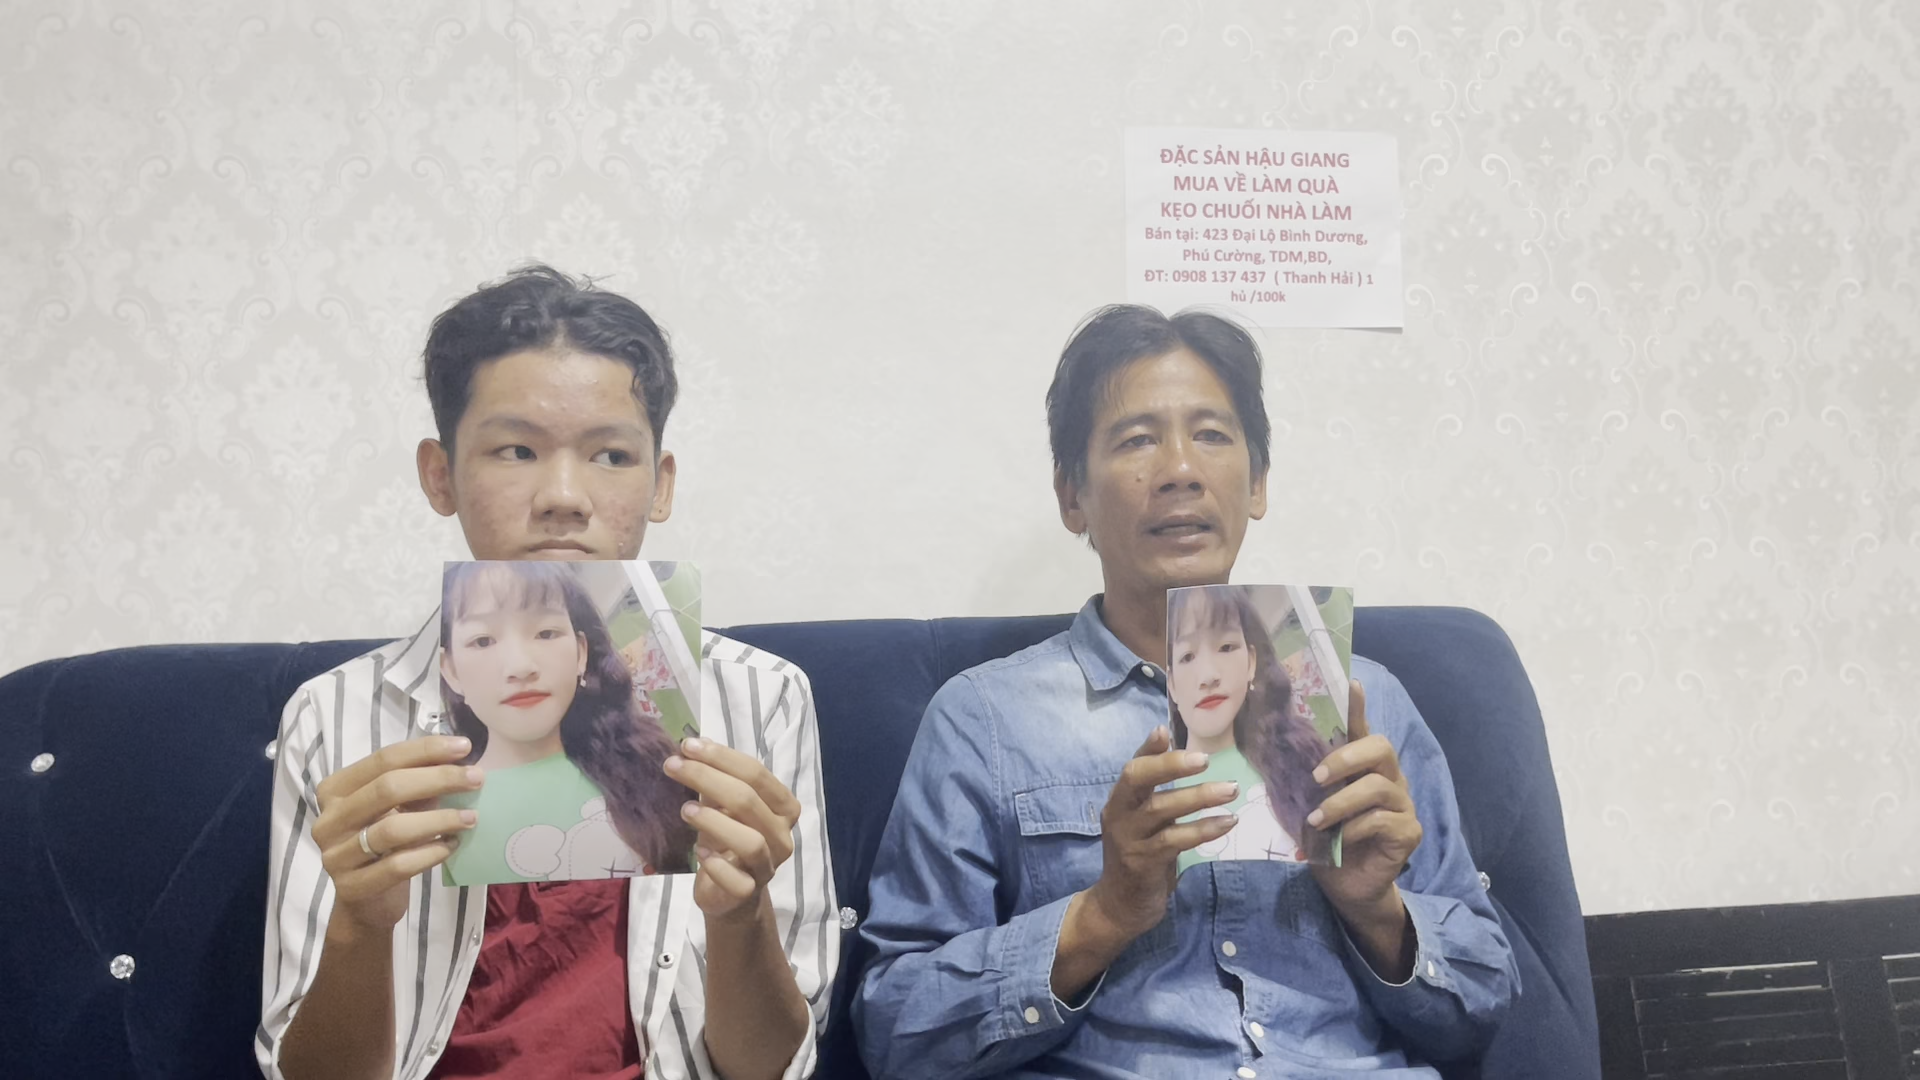 ĐẶC SẢN HẬU GIANG
MUA VỀ LÀM QUÀ
KẸO CHUỐI NHÀ LÀM
Bán tại: 423 Đại Lộ Bình Dương,
Phú Cường, TDM,BD,
ĐT: 0908 137 437 ( Thanh Hải ) 1
hủ /100k